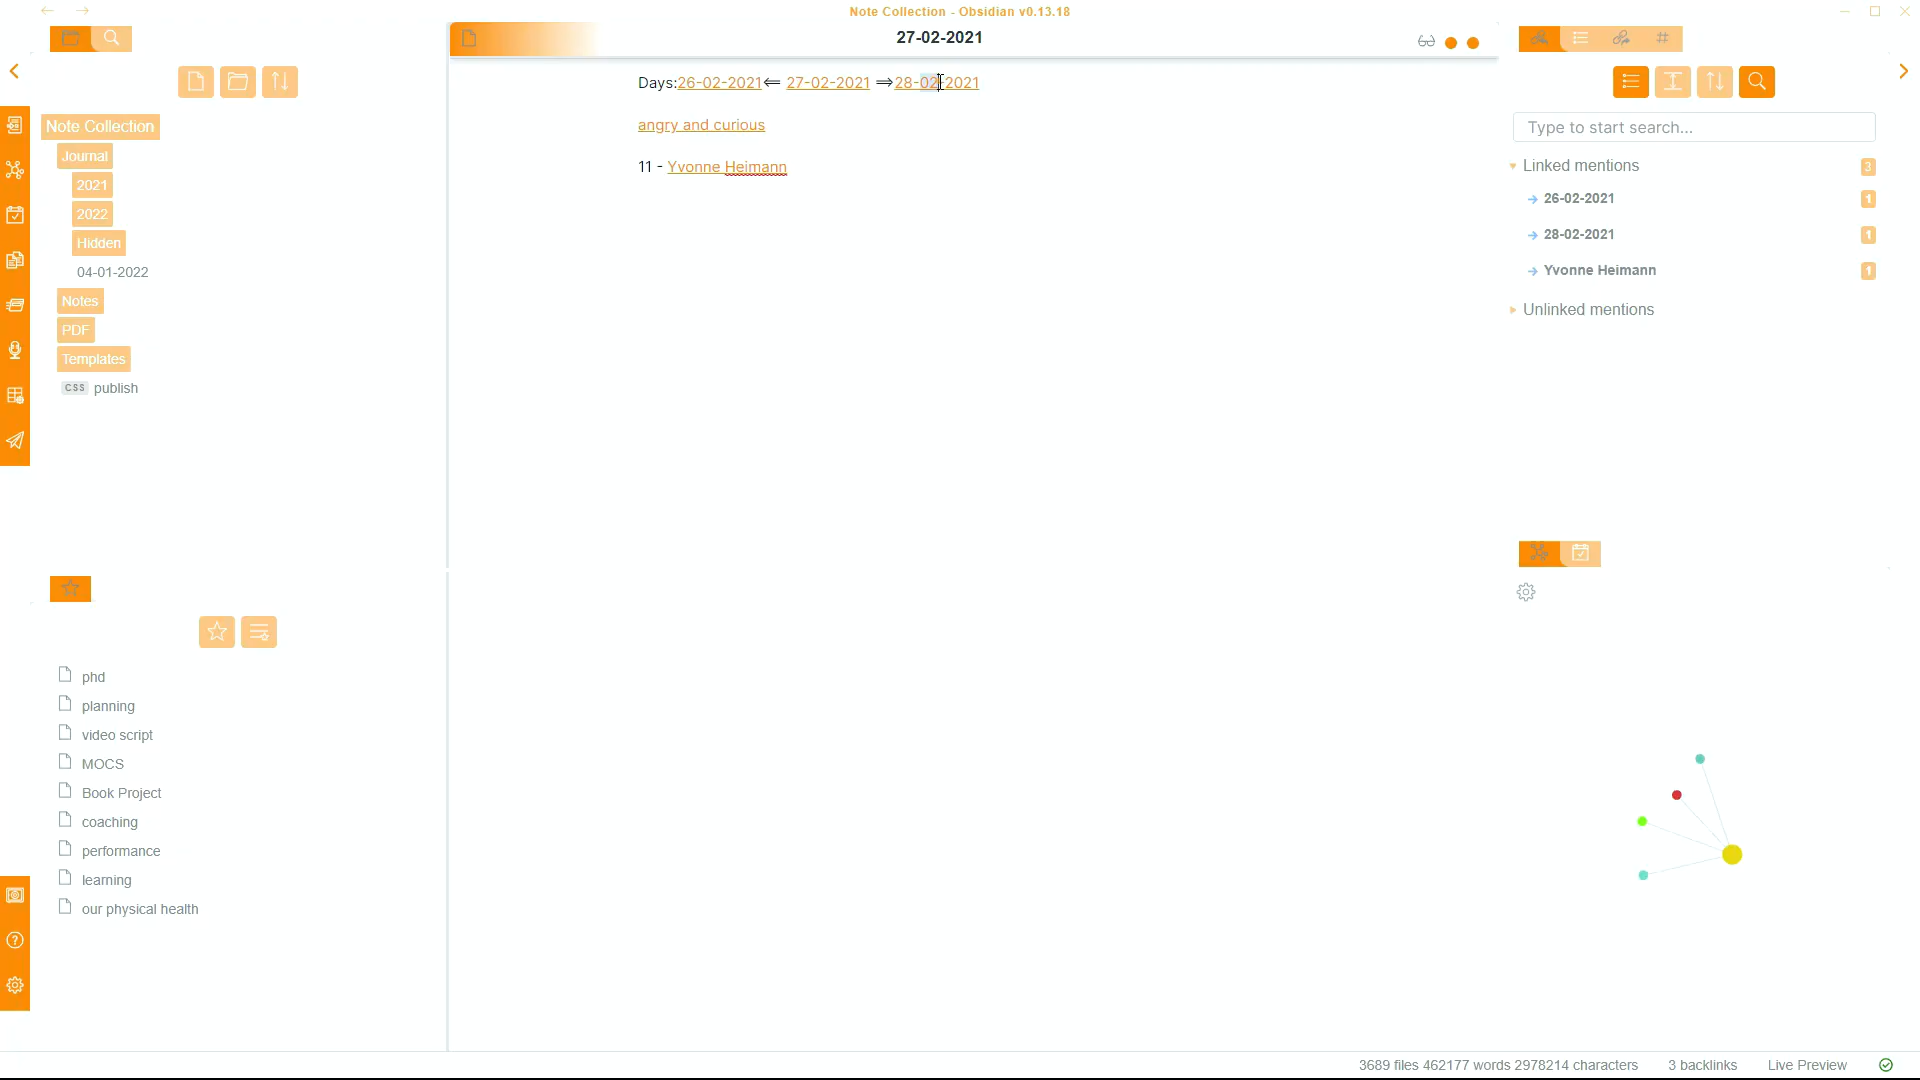 Note Collection - Obsidian v0.13.18
27-02-2021
Days:26-02-2021⟸ 27-02-2021 ⟹28-02-2021
angry and curious
11 - Yvonne Heimann
Note Collection
Journal
2021
2022
Hidden
04-01-2022
Notes
PDF
Templates
CSS publish
phd
planning
video script
MOCS
Book Project
coaching
performance
learning
our physical health
Type to start search...
Linked mentions 3
26-02-2021 1
28-02-2021 1
Yvonne Heimann 1
Unlinked mentions
3689 files 462177 words 2978214 characters 3 backlinks Live Preview